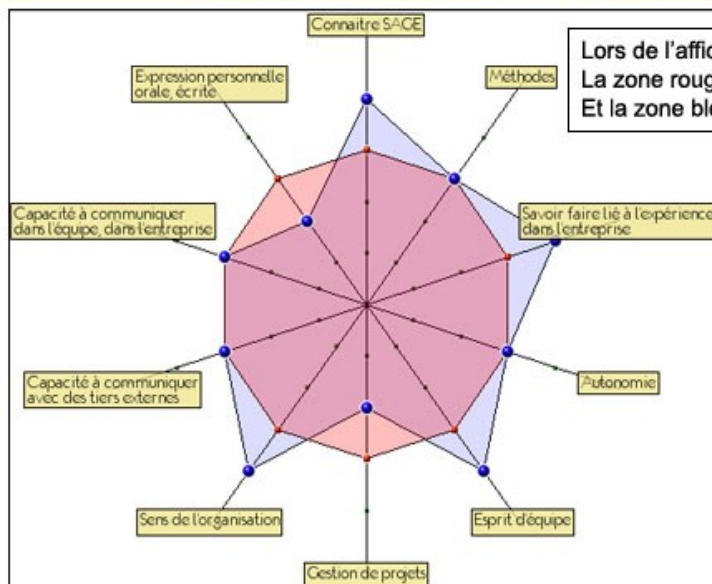 Connaitre SAGE
Lors de l'affic
La zone roug
Et la zone ble
Expression personnelle
orale, écrite
Méthodes
Capacité à communiquer
dans l'équipe, dans l'entreprise
Savoir faire lié à l'expérience
dans l'entreprise
Capacité à communiquer
avec des tiers externes
Autonomie
Sens de l'organisation
Esprit d'équipe
Gestion de projets